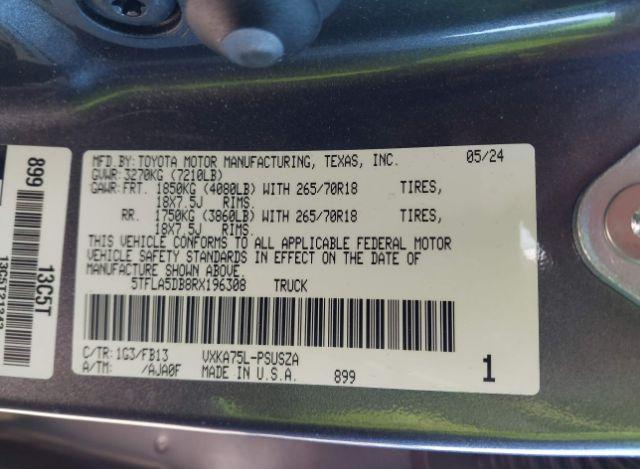 MFD.BY:TOYOTA MOTOR MANUFACTURING, TEXAS, INC. 05/24
GVWR:3270KG (7210LB)
GAWR:FRT. 1850KG (4080LB) WITH 265/70R18 TIRES,
18X7.5J RIMS.
RR. 1750KG (3860LB) WITH 265/70R18 TIRES,
18X7.5J RIMS.
THIS VEHICLE CONFORMS TO ALL APPLICABLE FEDERAL MOTOR
VEHICLE SAFETY STANDARDS IN EFFECT ON THE DATE OF
MANUFACTURE SHOWN ABOVE.
5TFLA5DB8RX196308 TRUCK
C/TR:1G3/FB13 VXKA75L-PSUSZA
A/TM: /AJA0F MADE IN U.S.A. 899 1
899
13C5T